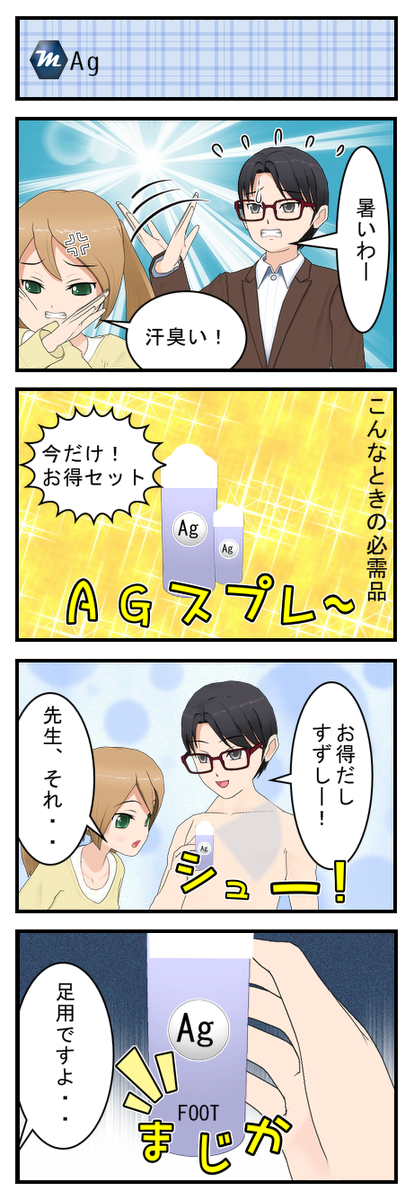 m Ag
暑いわー
汗臭い！
こんなときの必需品
今だけ！
お得セット
Ag
Ag
AGスプレ~
お得だし
すずしー！
先生、それ・・
Ag
シュー！
足用ですよ・・
Ag
FOOT
まじか